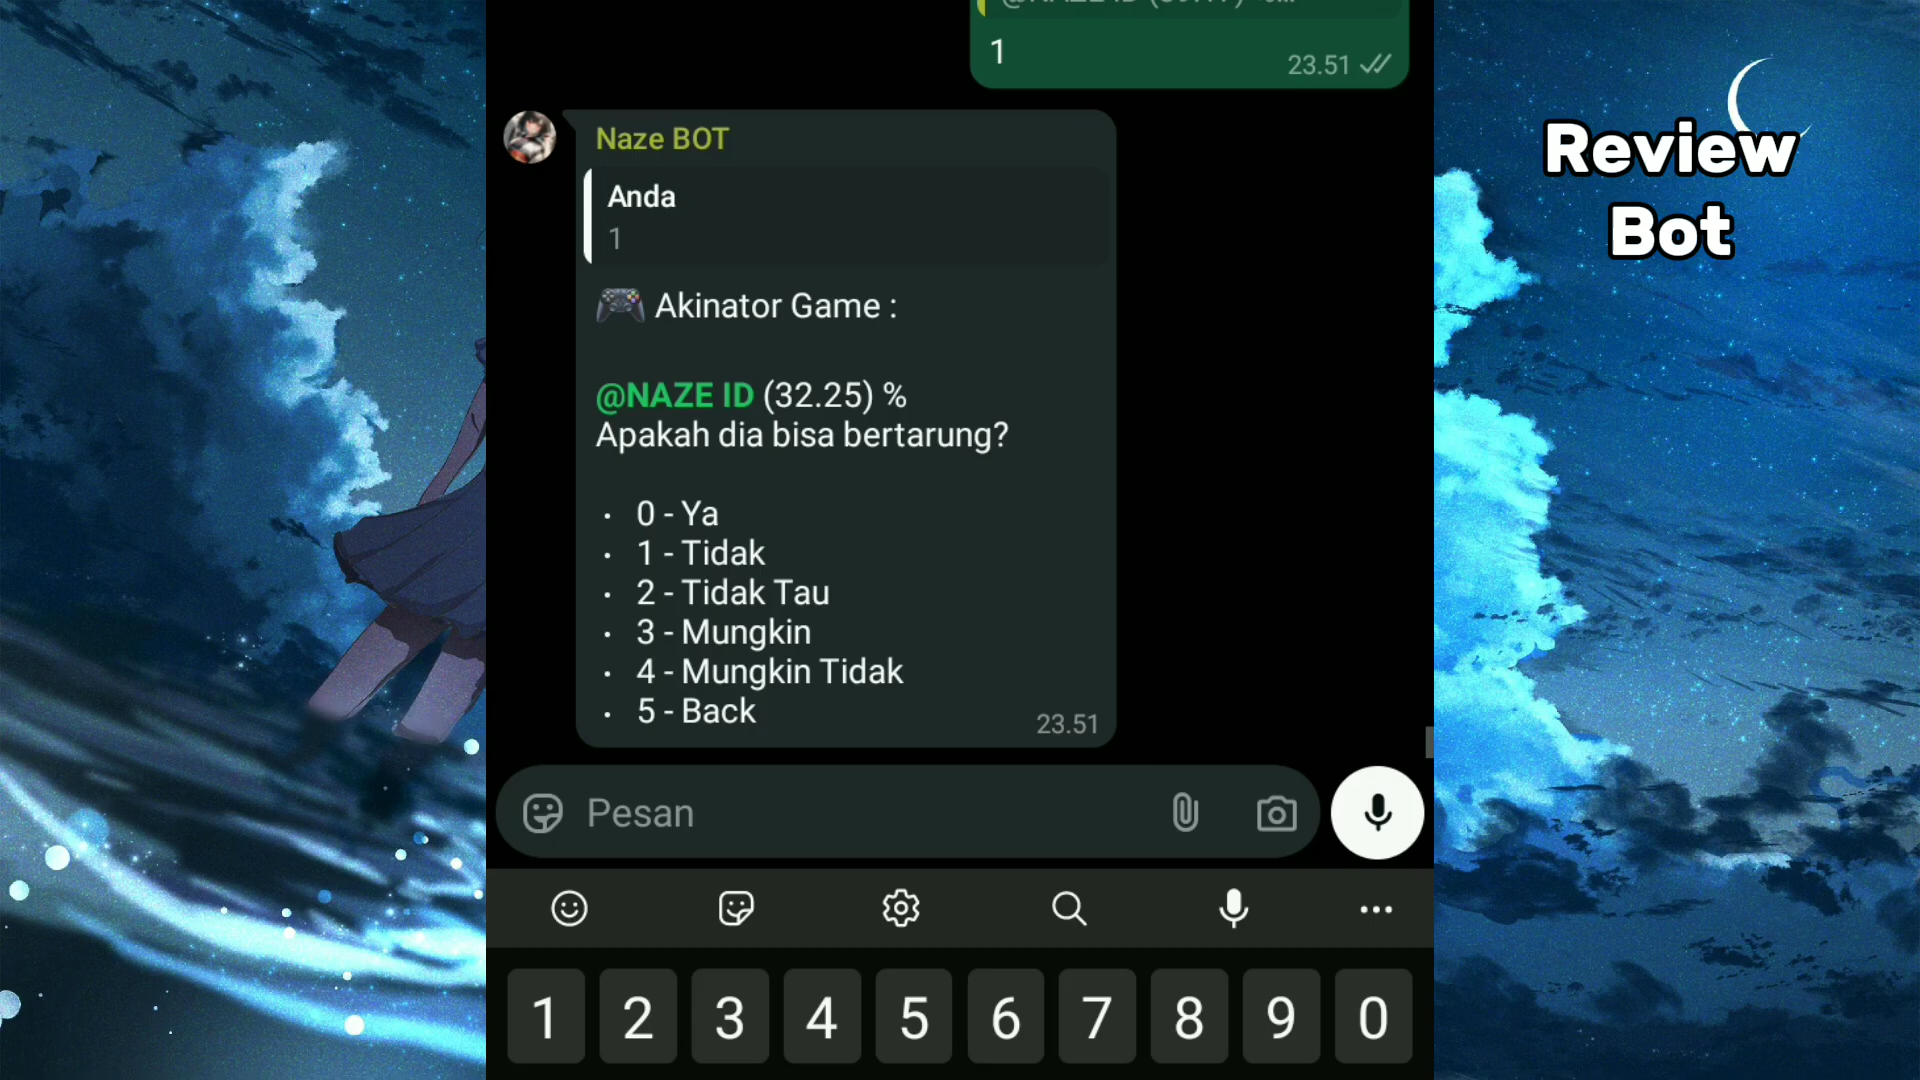 1
23.51
Naze BOT
Anda
1
Akinator Game :
@NAZE ID (32.25) %
Apakah dia bisa bertarung?
• 0 - Ya
• 1 - Tidak
• 2 - Tidak Tau
• 3 - Mungkin
• 4 - Mungkin Tidak
• 5 - Back
23.51
Pesan
1 2 3 4 5 6 7 8 9 0
Review
Bot